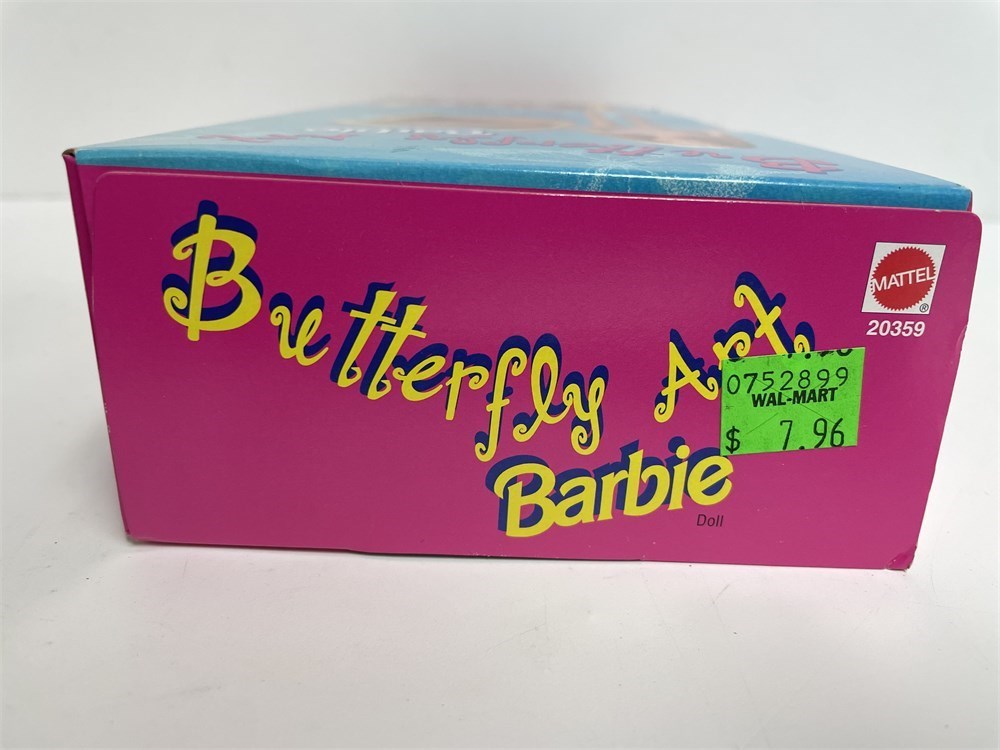 Butterfly Art
Barbie
Doll
MATTEL
®
20359
0752899
WAL-MART
$ 7.96